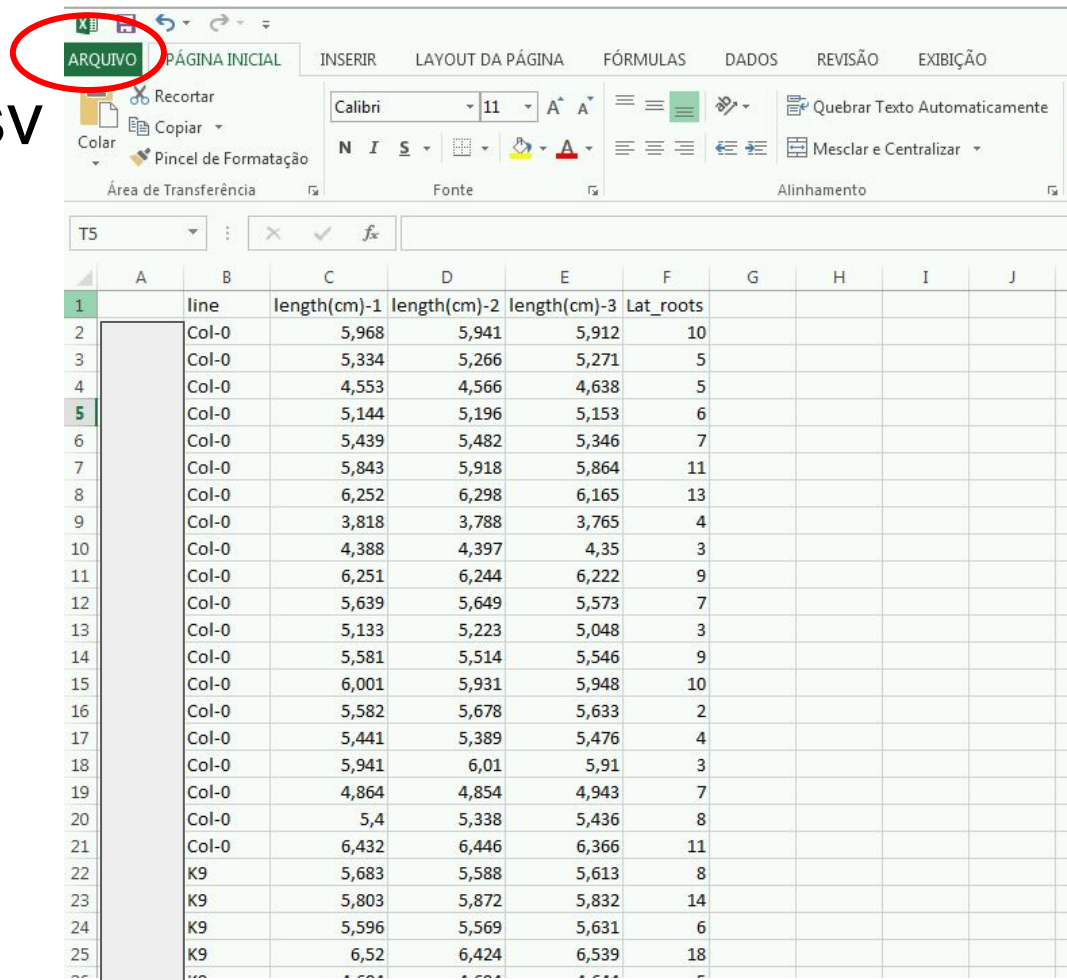 ARQUIVO PÁGINA INICIAL INSERIR LAYOUT DA PÁGINA FÓRMULAS DADOS REVISÃO EXIBIÇÃO
sv
Colar
Recortar
Copiar
Pincel de Formatação
Área de Transferência
Calibri 11
N I S
Fonte
Quebrar Texto Automaticamente
Mesclar e Centralizar
Alinhamento
T5 fx
A B C D E F G H I J
1 line length(cm)-1 length(cm)-2 length(cm)-3 Lat_roots
2 Col-0 5,968 5,941 5,912 10
3 Col-0 5,334 5,266 5,271 5
4 Col-0 4,553 4,566 4,638 5
5 Col-0 5,144 5,196 5,153 6
6 Col-0 5,439 5,482 5,346 7
7 Col-0 5,843 5,918 5,864 11
8 Col-0 6,252 6,298 6,165 13
9 Col-0 3,818 3,788 3,765 4
10 Col-0 4,388 4,397 4,35 3
11 Col-0 6,251 6,244 6,222 9
12 Col-0 5,639 5,649 5,573 7
13 Col-0 5,133 5,223 5,048 3
14 Col-0 5,581 5,514 5,546 9
15 Col-0 6,001 5,931 5,948 10
16 Col-0 5,582 5,678 5,633 2
17 Col-0 5,441 5,389 5,476 4
18 Col-0 5,941 6,01 5,91 3
19 Col-0 4,864 4,854 4,943 7
20 Col-0 5,4 5,338 5,436 8
21 Col-0 6,432 6,446 6,366 11
22 K9 5,683 5,588 5,613 8
23 K9 5,803 5,872 5,832 14
24 K9 5,596 5,569 5,631 6
25 K9 6,52 6,424 6,539 18